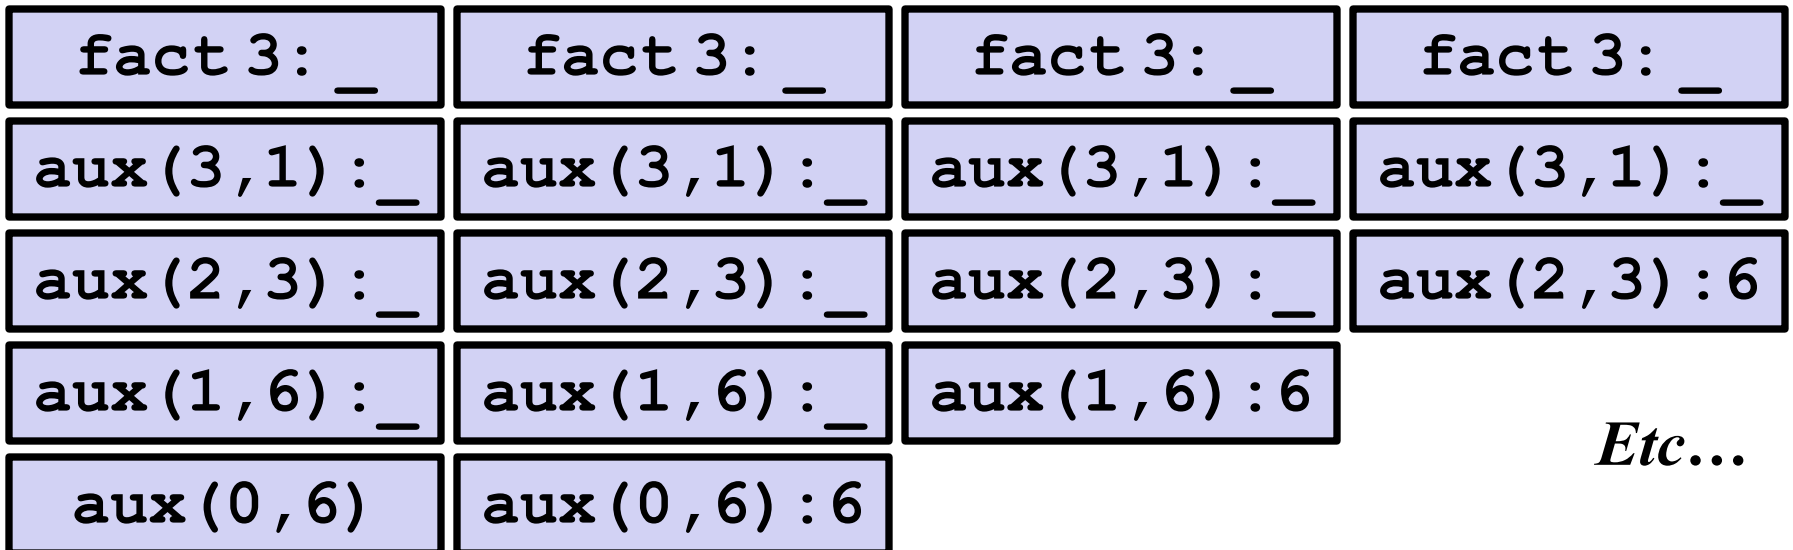 fact 3:_ fact 3:_ fact 3:_ fact 3:_
aux(3,1):_ aux(3,1):_ aux(3,1):_ aux(3,1):_
aux(2,3):_ aux(2,3):_ aux(2,3):_ aux(2,3):6
aux(1,6):_ aux(1,6):_ aux(1,6):6
Etc…
aux(0,6) aux(0,6):6